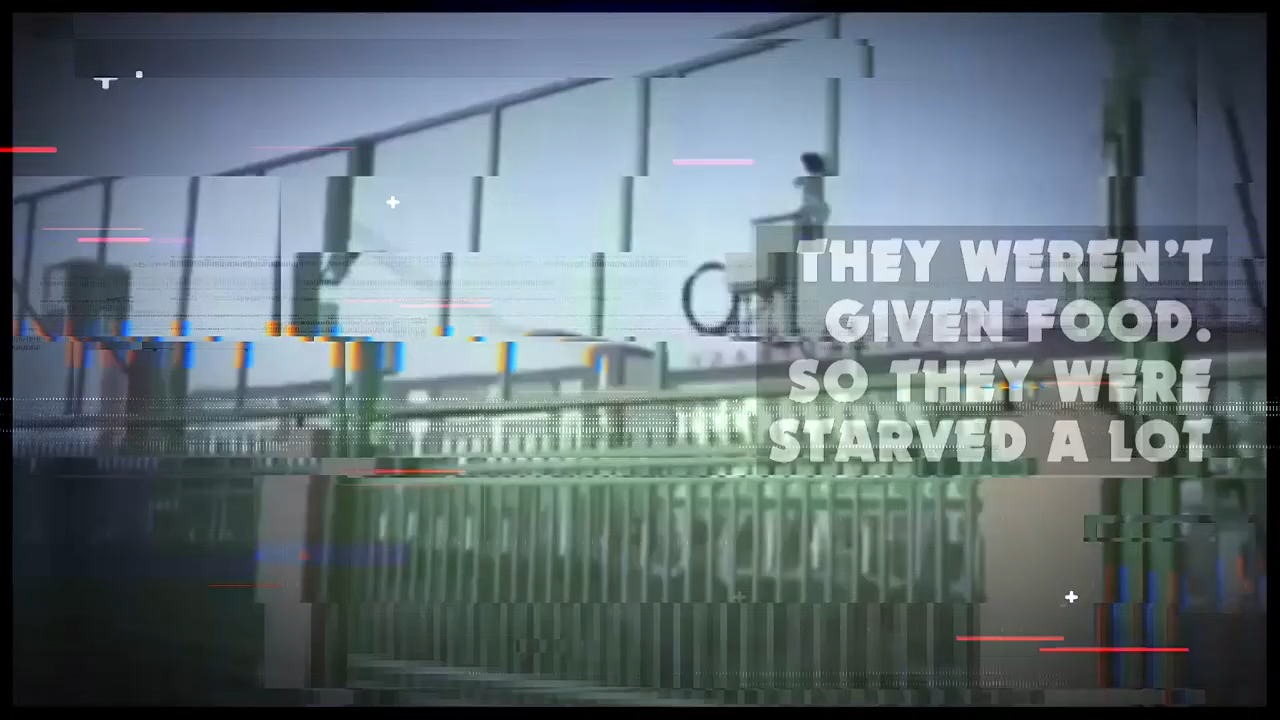 THEY WEREN'T
GIVEN FOOD.
SO THEY WERE
STARVED A LOT